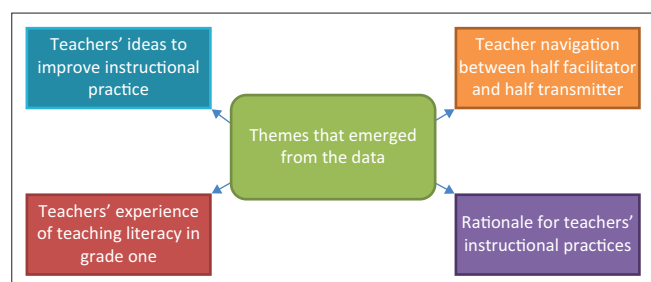 Teachers' ideas to
improve instructional
practice
Teacher navigation
between half facilitator
and half transmitter
Themes that emerged
from the data
Teachers' experience
of teaching literacy in
grade one
Rationale for teachers'
instructional practices